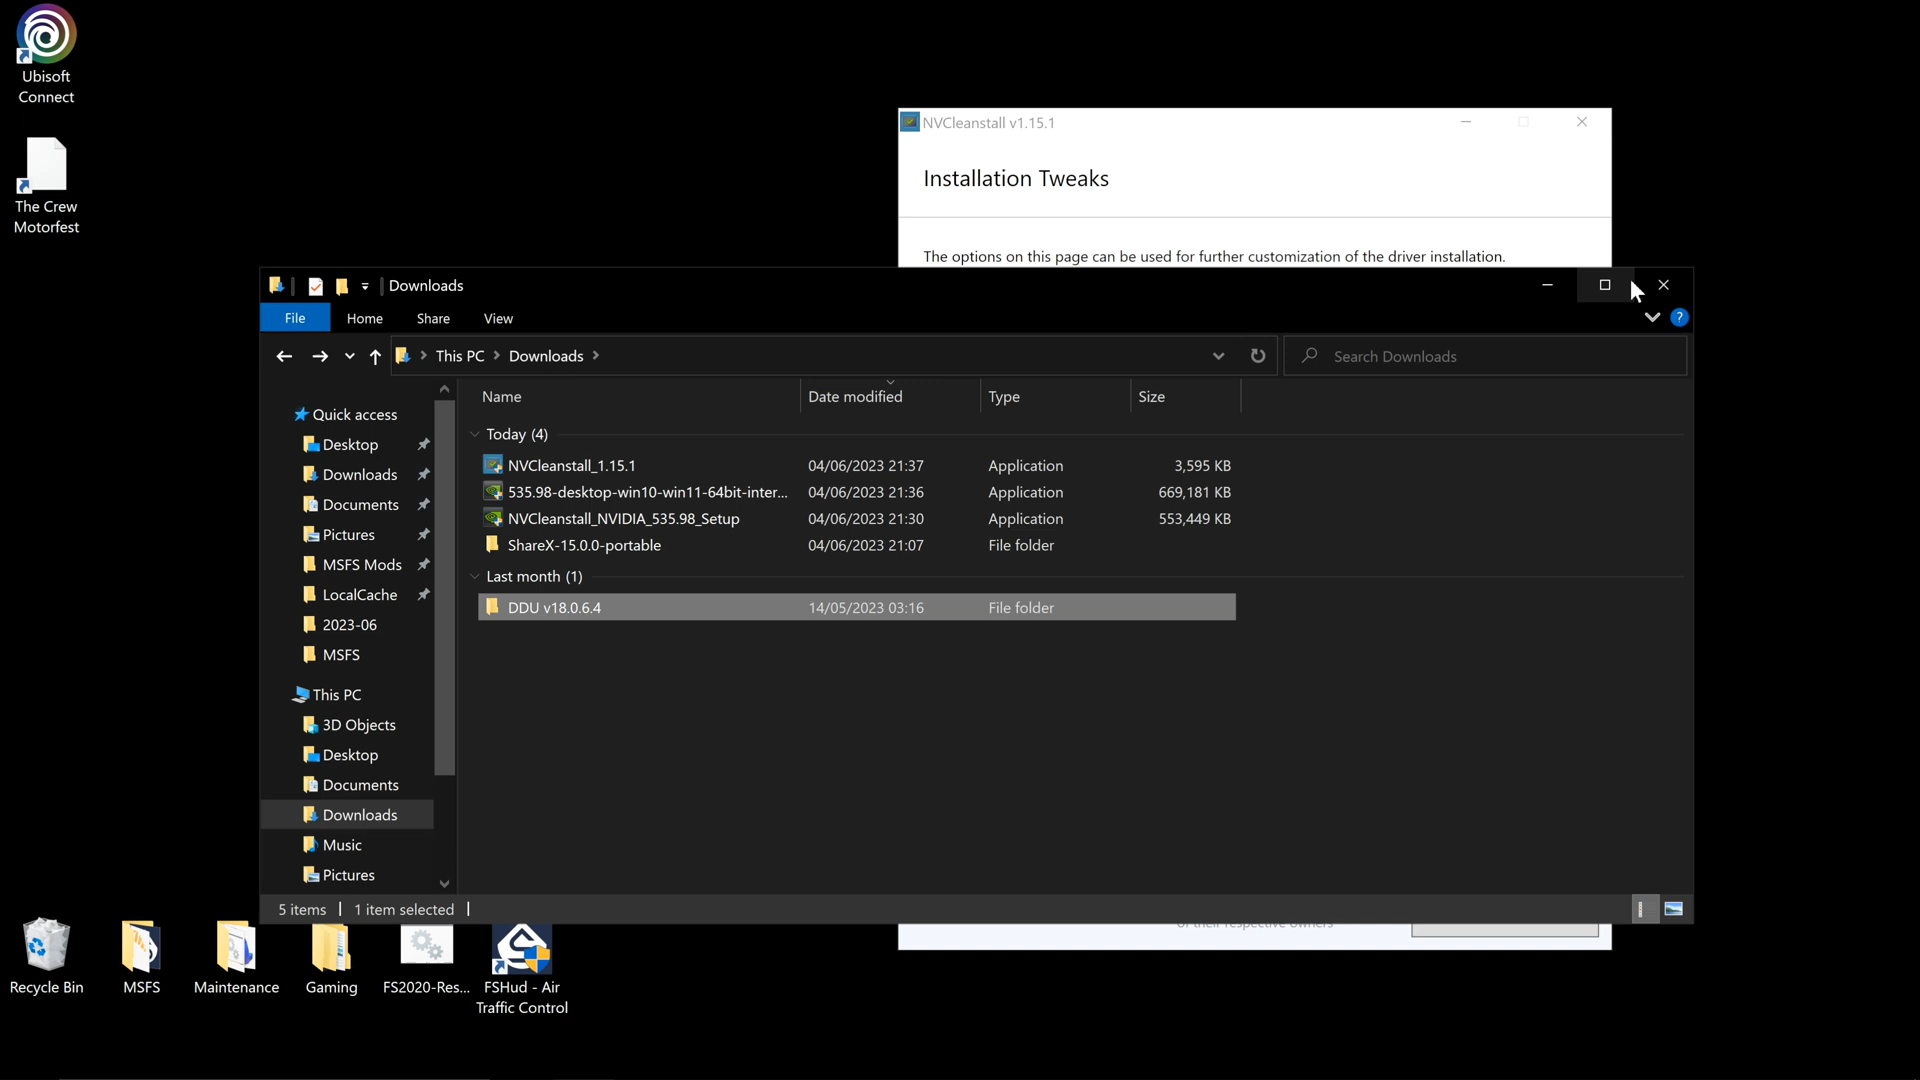 Ubisoft
Connect
The Crew
Motorfest
NVCleanstall v1.15.1
Installation Tweaks
The options on this page can be used for further customization of the driver installation.
Downloads
File Home Share View
?
This PC Downloads
Search Downloads
Name Date modified Type Size
Quick access
Desktop
Downloads
Documents
Pictures
MSFS Mods
LocalCache
2023-06
MSFS
This PC
3D Objects
Desktop
Documents
Downloads
Music
Pictures
Today (4)
NVCleanstall_1.15.1 04/06/2023 21:37 Application 3,595 KB
535.98-desktop-win10-win11-64bit-inter... 04/06/2023 21:36 Application 669,181 KB
NVCleanstall_NVIDIA_535.98_Setup 04/06/2023 21:30 Application 553,449 KB
ShareX-15.0.0-portable 04/06/2023 21:07 File folder
Last month (1)
DDU v18.0.6.4 14/05/2023 03:16 File folder
5 items 1 item selected
of their respective owners
Recycle Bin
MSFS
Maintenance
Gaming
FS2020-Res...
FSHud - Air
Traffic Control